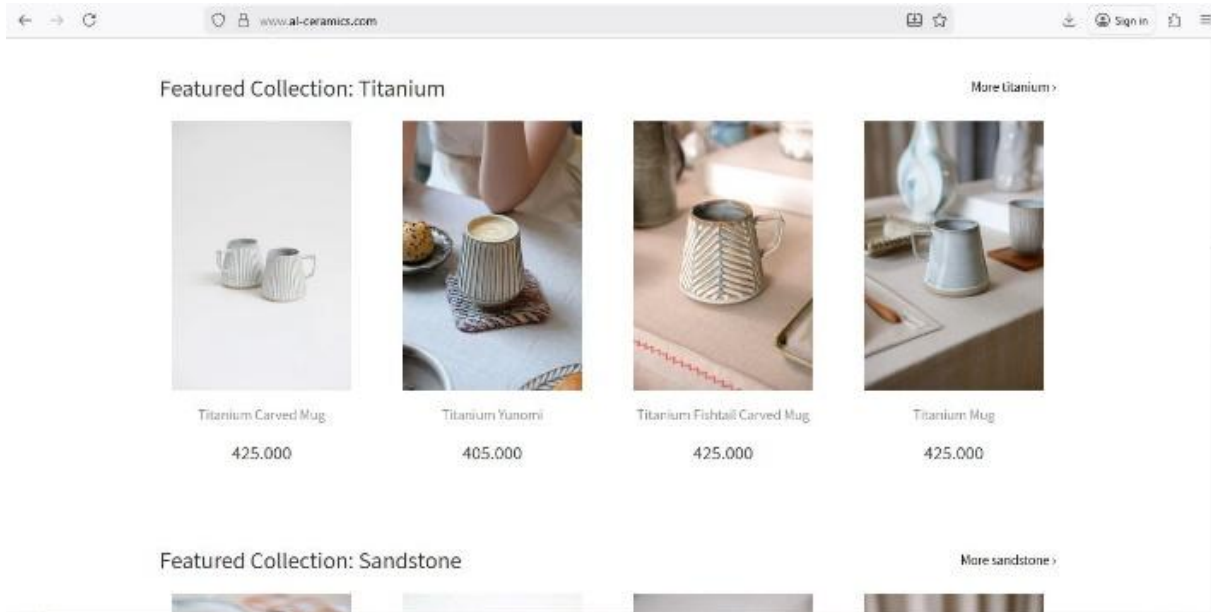 www.al-ceramics.com
Sign in
Featured Collection: Titanium
More titanium ›
Titanium Carved Mug
Titanium Yunomi
Titanium Fishtail Carved Mug
Titanium Mug
425.000
405.000
425.000
425.000
Featured Collection: Sandstone
More sandstone ›